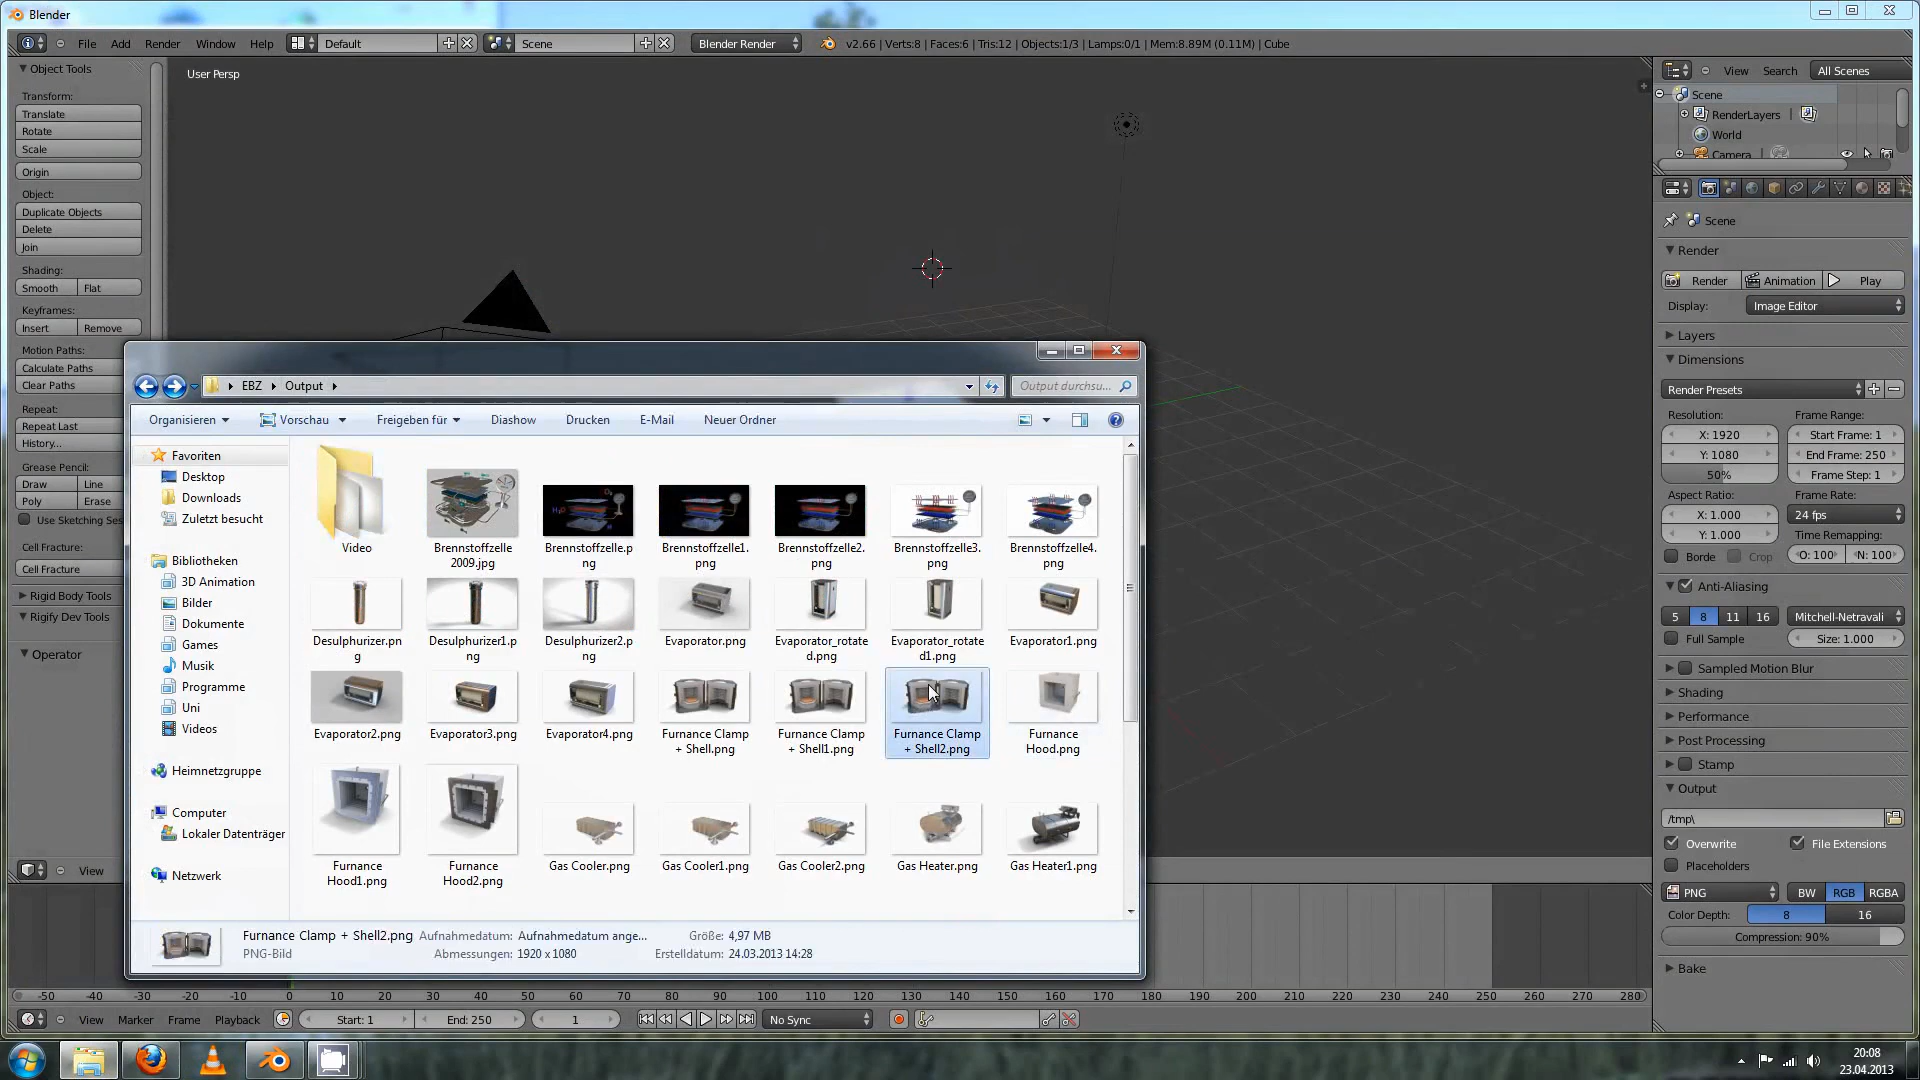 Blender
File Add Render Window Help Default Scene Blender Render v2.66 | Verts:8 | Faces:6 | Tris:12 | Objects:1/3 | Lamps:0/1 | Mem:8.89M (0.11M) | Cube
Object Tools
Transform:
Translate
Rotate
Scale
Origin
Object:
Duplicate Objects
Delete
Join
Shading:
Smooth Flat
Keyframes:
Insert Remove
Motion Paths:
Calculate Paths
Clear Paths
Repeat:
Repeat Last
History...
Grease Pencil:
Draw Line
Poly Erase
Use Sketching Ses
Cell Fracture:
Cell Fracture
Rigid Body Tools
Rigify Dev Tools
Operator
View
User Persp
EBZ Output
Output durchsu...
Organisieren Vorschau Freigeben für Diashow Drucken E-Mail Neuer Ordner
Favoriten
Desktop
Downloads
Zuletzt besucht
Bibliotheken
3D Animation
Bilder
Dokumente
Games
Musik
Programme
Uni
Videos
Heimnetzgruppe
Computer
Lokaler Datenträger
Netzwerk
Video
Brennstoffzelle
2009.jpg
Brennstoffzelle.p
ng
Brennstoffzelle1.
png
Brennstoffzelle2.
png
Brennstoffzelle3.
png
Brennstoffzelle4.
png
Desulphurizer.pn
g
Desulphurizer1.p
ng
Desulphurizer2.p
ng
Evaporator.png
Evaporator_rotate
d.png
Evaporator_rotate
d1.png
Evaporator1.png
Evaporator2.png
Evaporator3.png
Evaporator4.png
Furnance Clamp
+ Shell.png
Furnance Clamp
+ Shell1.png
Furnance Clamp
+ Shell2.png
Furnance
Hood.png
Furnance
Hood1.png
Furnance
Hood2.png
Gas Cooler.png
Gas Cooler1.png
Gas Cooler2.png
Gas Heater.png
Gas Heater1.png
Furnance Clamp + Shell2.png Aufnahmedatum: Aufnahmedatum ange... Größe: 4,97 MB
PNG-Bild Abmessungen: 1920 x 1080 Erstelldatum: 24.03.2013 14:28
View Search All Scenes
Scene
RenderLayers
World
Camera
Scene
Render
Render Animation Play
Display: Image Editor
Layers
Dimensions
Render Presets
Resolution: Frame Range:
X: 1920 Start Frame: 1
Y: 1080 End Frame: 250
50% Frame Step: 1
Aspect Ratio: Frame Rate:
X: 1.000 24 fps
Y: 1.000 Time Remapping:
Borde Crop O: 100 N: 100
Anti-Aliasing
5 8 11 16 Mitchell-Netravali
Full Sample Size: 1.000
Sampled Motion Blur
Shading
Performance
Post Processing
Stamp
Output
/tmp\
Overwrite File Extensions
Placeholders
PNG BW RGB RGBA
Color Depth: 8 16
Compression: 90%
Bake
-50 -40 -30 -20 -10 0 10 20 30 40 50 60 70 80 90 100 110 120 130 140 150 160 170 180 190 200 210 220 230 240 250 260 270 280
View Marker Frame Playback Start: 1 End: 250 1 No Sync
20:08
23.04.2013